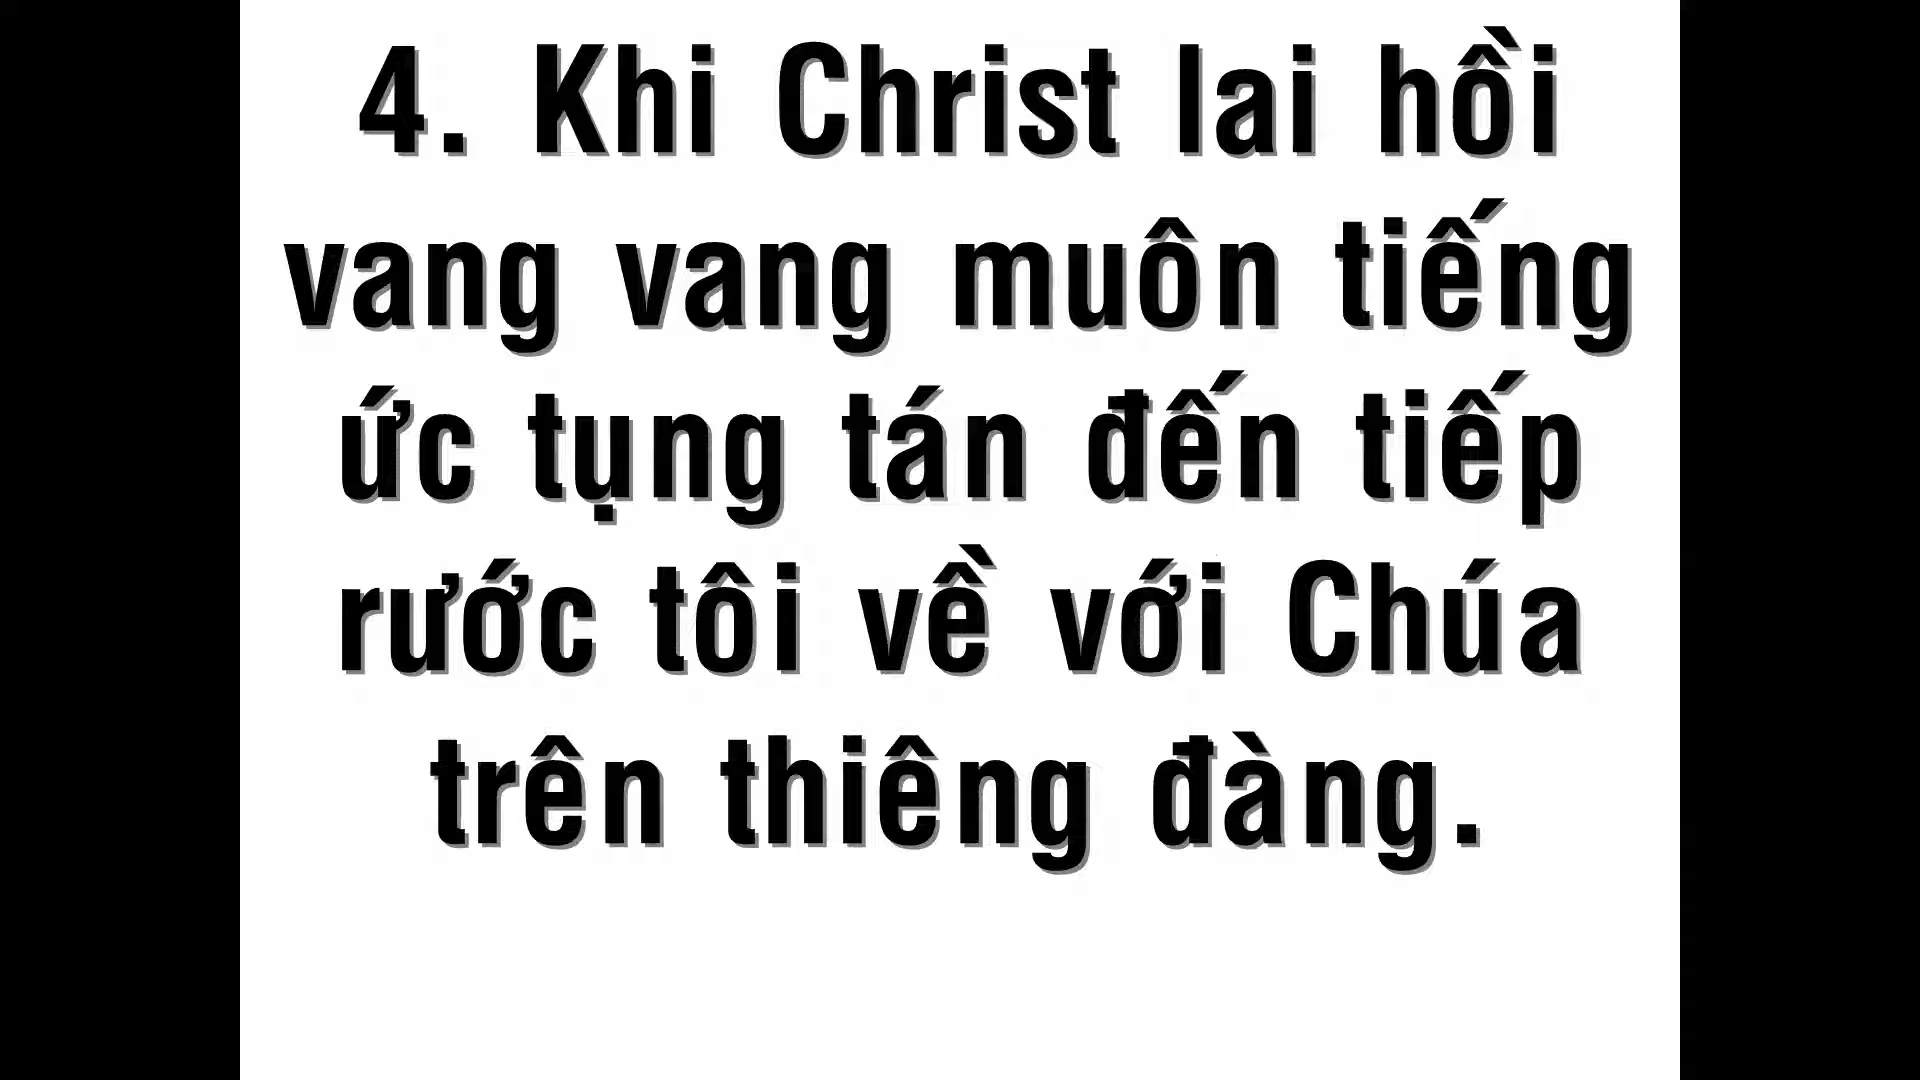 4. Khi Christ lai hồi
vang vang muôn tiếng
ức tụng tán đến tiếp
rước tôi về với Chúa
trên thiêng đàng.